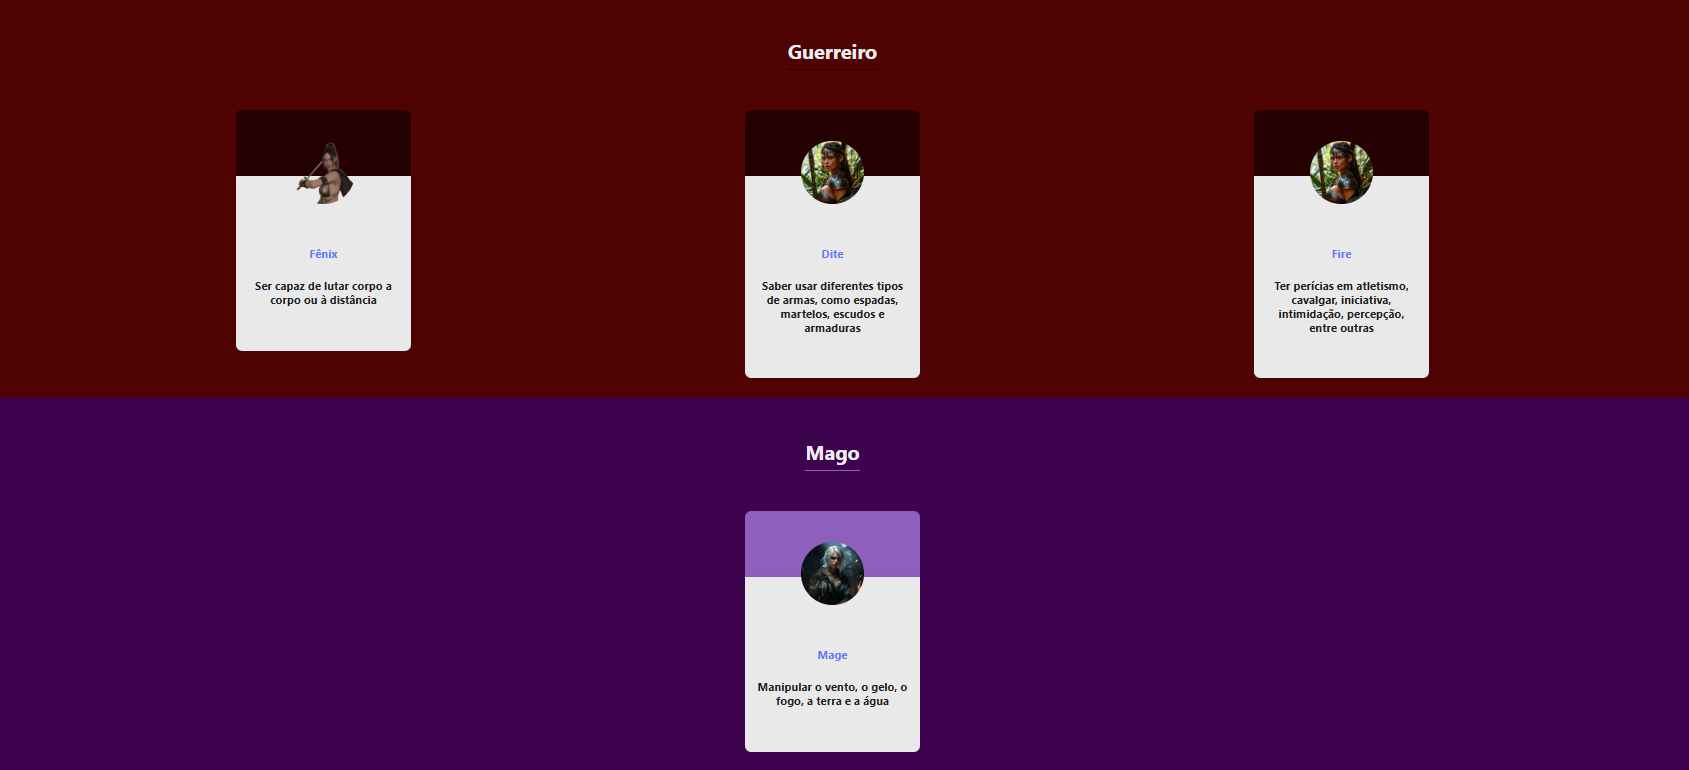 Guerreiro
Fênix
Ser capaz de lutar corpo a
corpo ou à distância
Dite
Saber usar diferentes tipos
de armas, como espadas,
martelos, escudos e
armaduras
Fire
Ter perícias em atletismo,
cavalgar, iniciativa,
intimidação, percepção,
entre outras
Mago
Mage
Manipular o vento, o gelo, o
fogo, a terra e a água